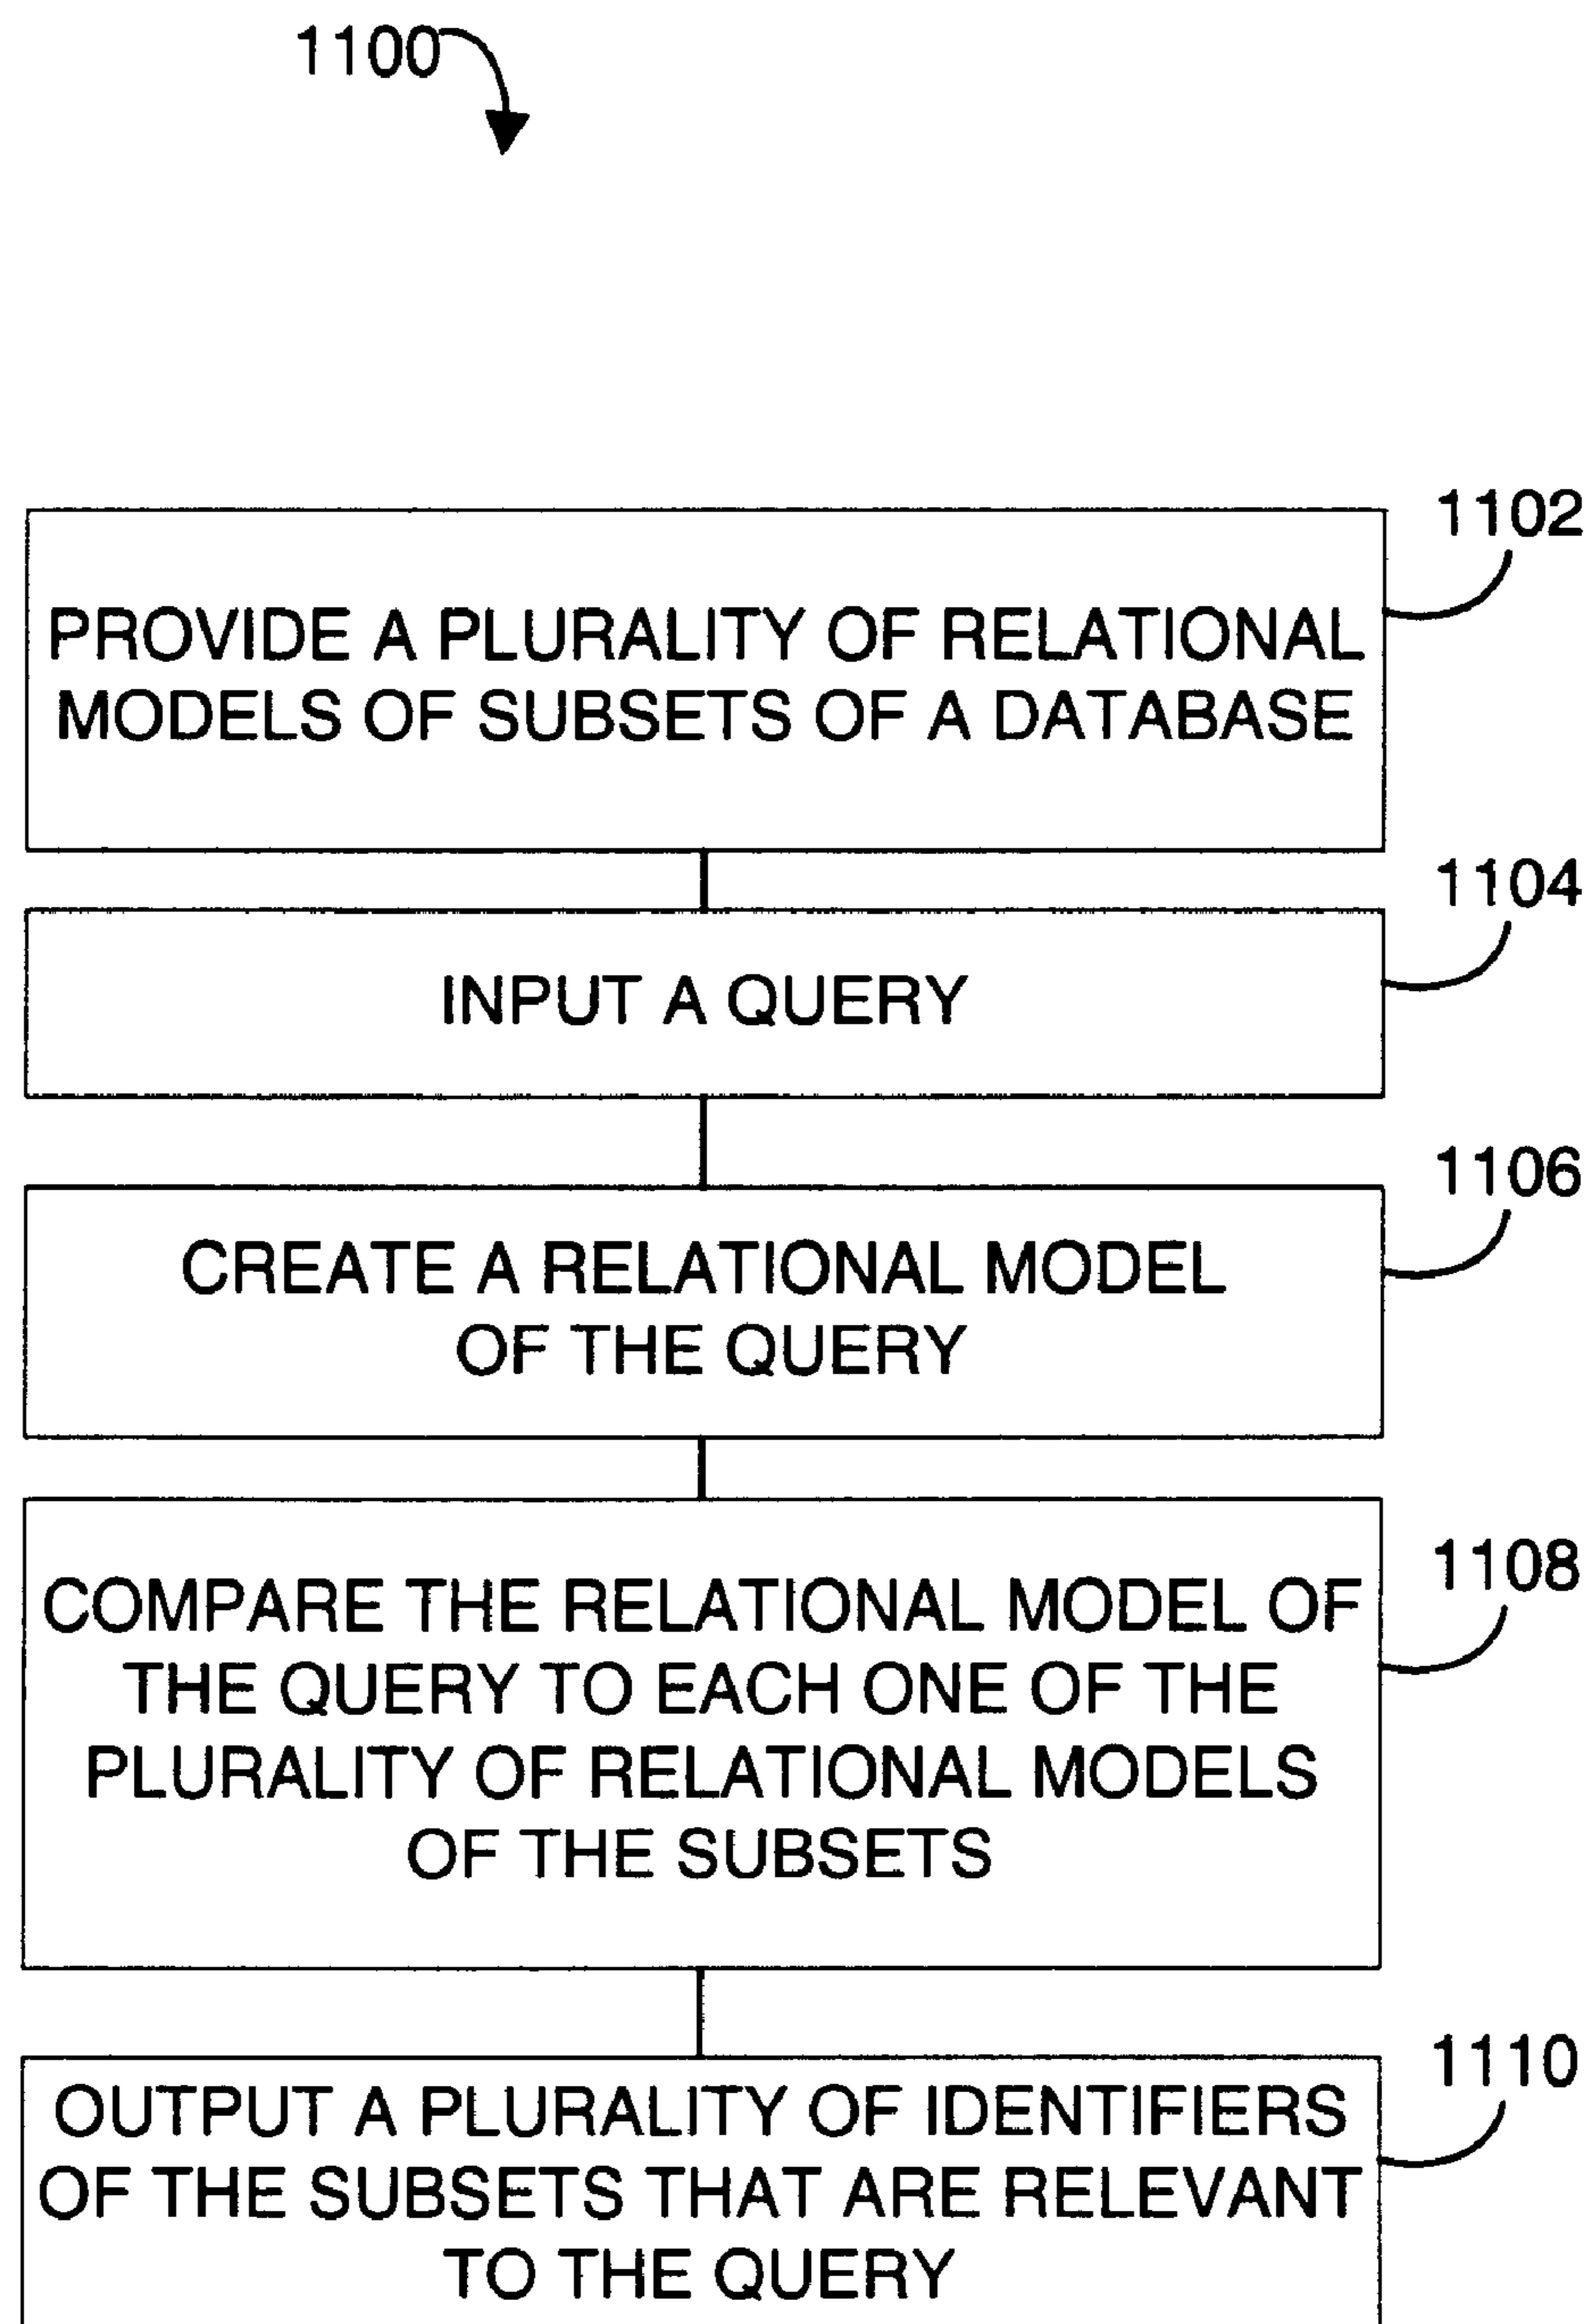 1100
1102
PROVIDE A PLURALITY OF RELATIONAL
MODELS OF SUBSETS OF A DATABASE
1104
INPUT A QUERY
1106
CREATE A RELATIONAL MODEL
OF THE QUERY
1108
COMPARE THE RELATIONAL MODEL OF
THE QUERY TO EACH ONE OF THE
PLURALITY OF RELATIONAL MODELS
OF THE SUBSETS
1110
OUTPUT A PLURALITY OF IDENTIFIERS
OF THE SUBSETS THAT ARE RELEVANT
TO THE QUERY